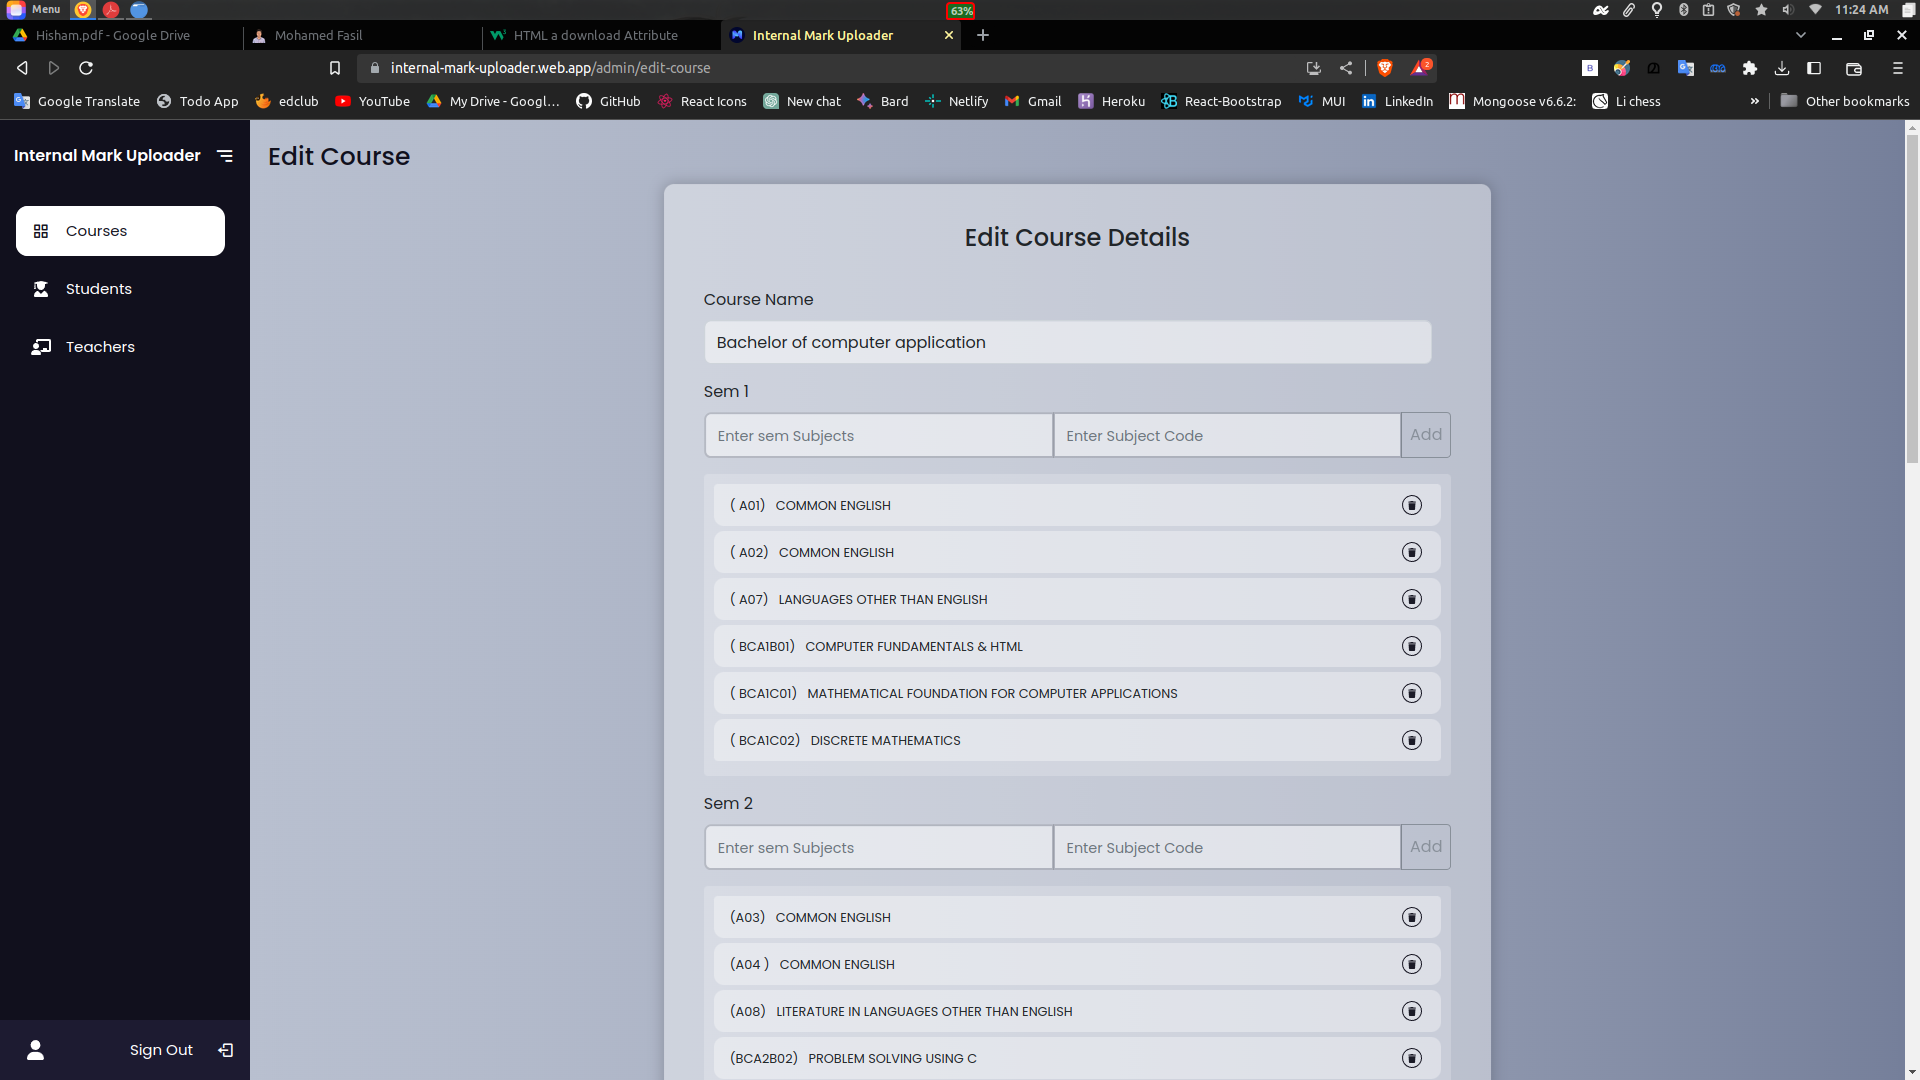 Menu
63%
11:24 AM
Hisham.pdf - Google Drive
Mohamed Fasil
HTML a download Attribute
Internal Mark Uploader
internal-mark-uploader.web.app/admin/edit-course
2
B
Google Translate
Todo App
edclub
YouTube
My Drive - Googl...
GitHub
React Icons
New chat
Bard
Netlify
Gmail
Heroku
React-Bootstrap
MUI
LinkedIn
Mongoose v6.6.2:
Li chess
»
Other bookmarks
Internal Mark Uploader
Courses
Students
Teachers
Sign Out
Edit Course
Edit Course Details
Course Name
Bachelor of computer application
Sem 1
Enter sem Subjects
Enter Subject Code
Add
( A01) COMMON ENGLISH
( A02) COMMON ENGLISH
( A07) LANGUAGES OTHER THAN ENGLISH
( BCA1B01) COMPUTER FUNDAMENTALS & HTML
( BCA1C01) MATHEMATICAL FOUNDATION FOR COMPUTER APPLICATIONS
( BCA1C02) DISCRETE MATHEMATICS
Sem 2
Enter sem Subjects
Enter Subject Code
Add
(A03) COMMON ENGLISH
(A04 ) COMMON ENGLISH
(A08) LITERATURE IN LANGUAGES OTHER THAN ENGLISH
(BCA2B02) PROBLEM SOLVING USING C